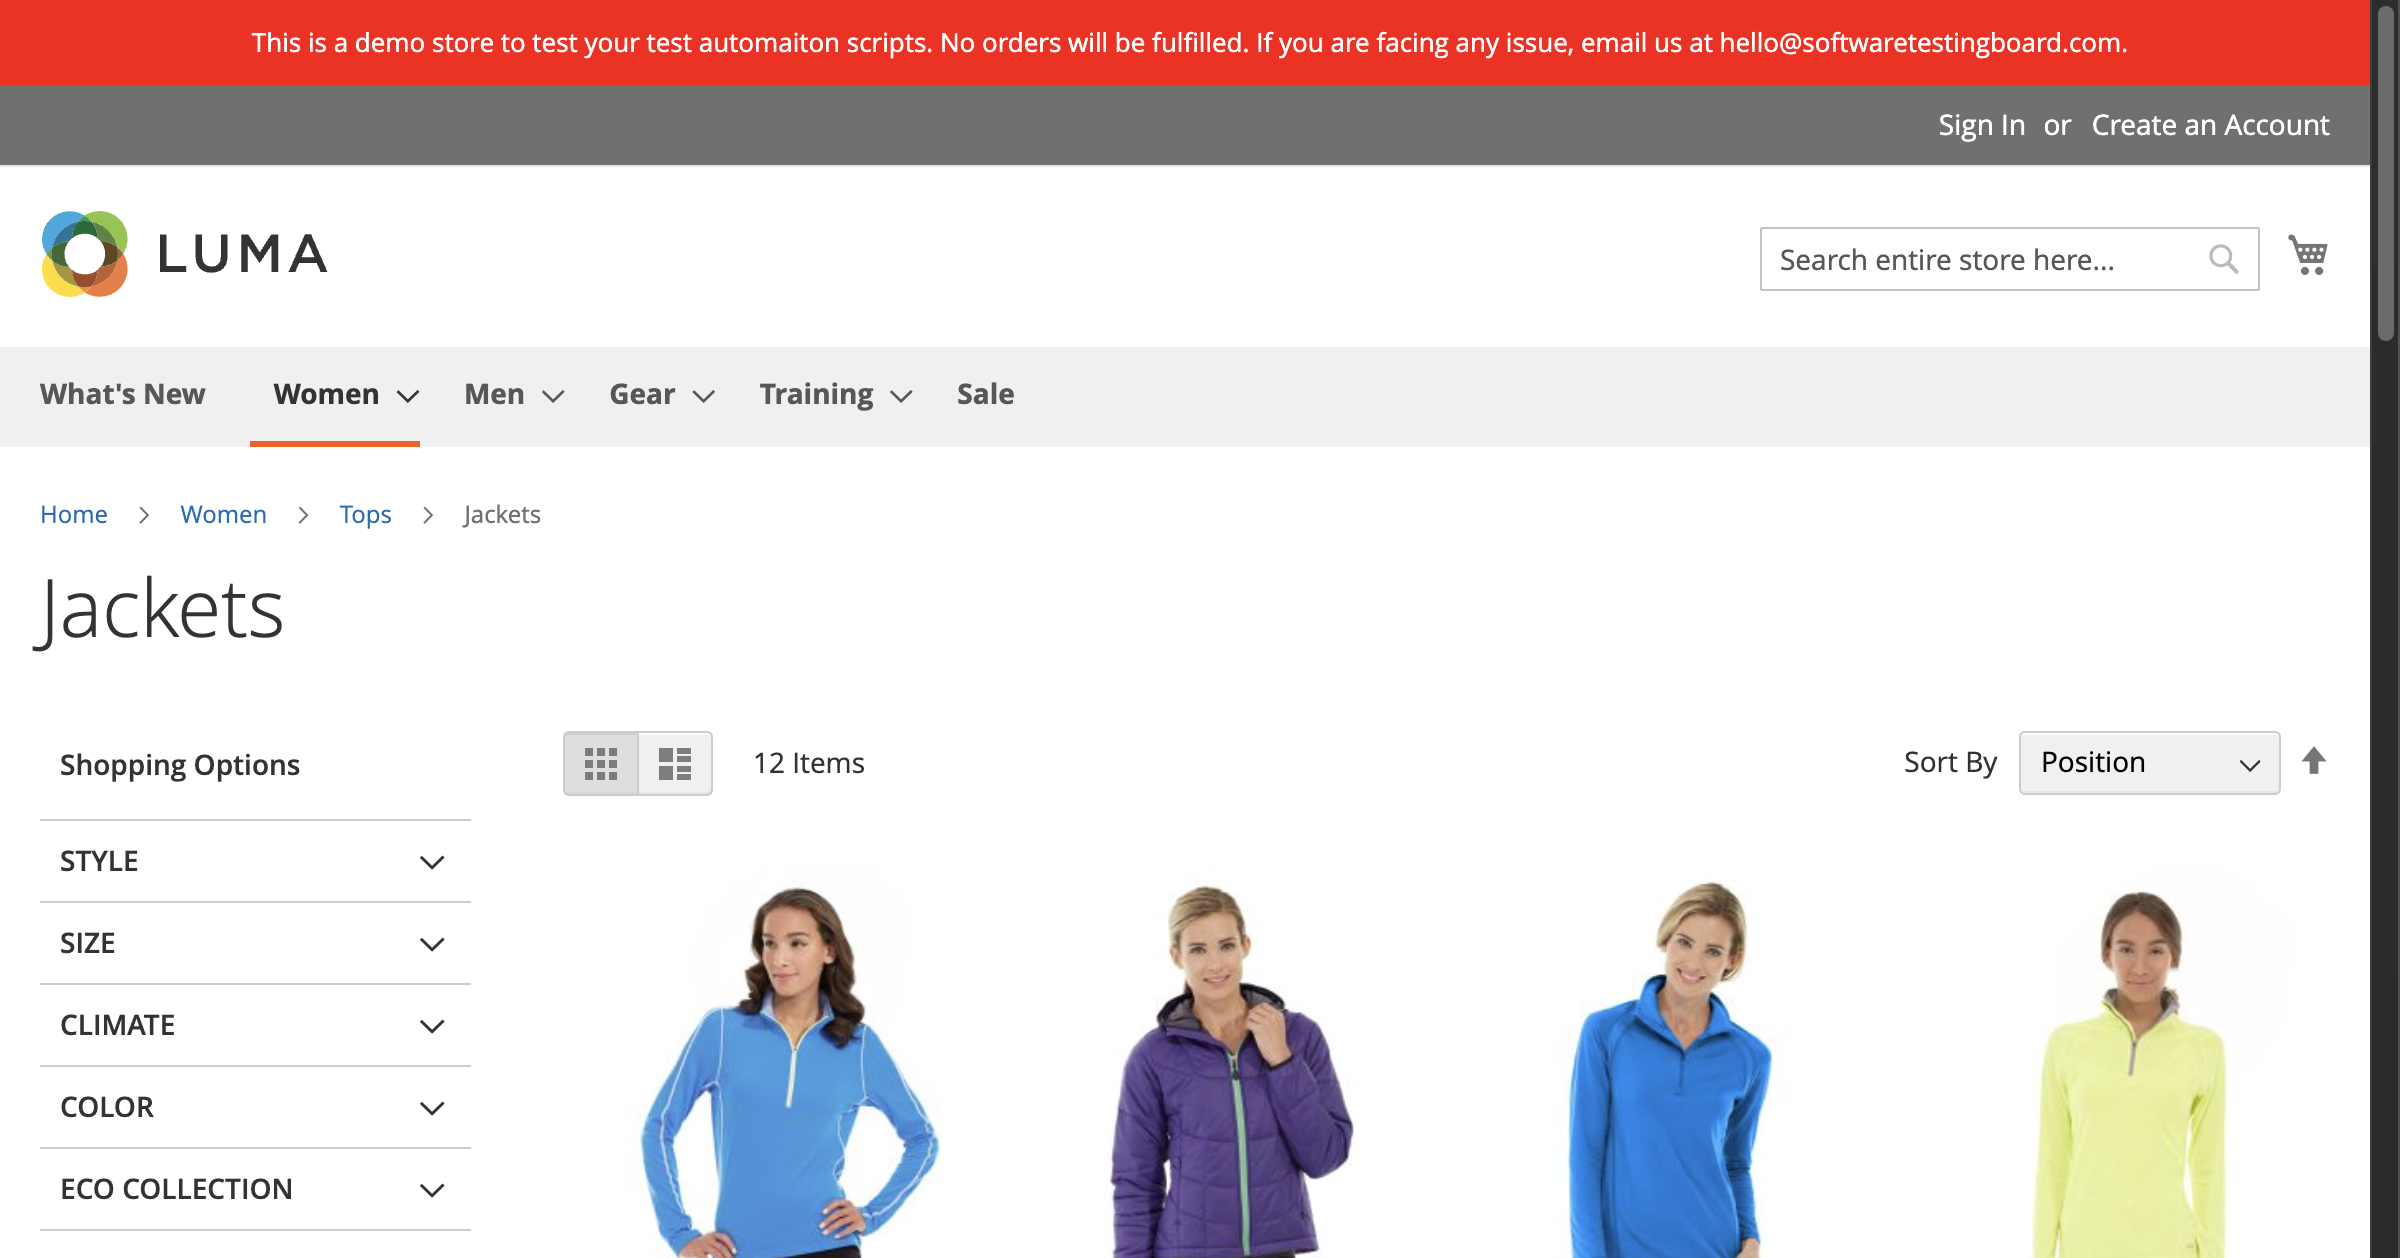 This is a demo store to test your test automaiton scripts. No orders will be fulfilled. If you are facing any issue, email us at hello@softwaretestingboard.com.
Sign In or Create an Account
LUMA
Search entire store here...
What's New Women Men Gear Training Sale
Home Women Tops Jackets
Jackets
Shopping Options
12 Items
Sort By Position
STYLE
SIZE
CLIMATE
COLOR
ECO COLLECTION